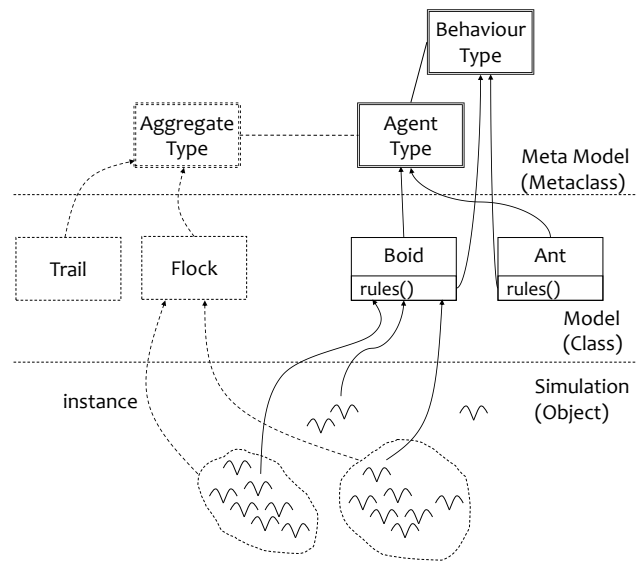 Behaviour
Type
Aggregate
Type
Agent
Type
Meta Model
(Metaclass)
Trail
Flock
Boid
rules()
Ant
rules()
Model
(Class)
instance
Simulation
(Object)